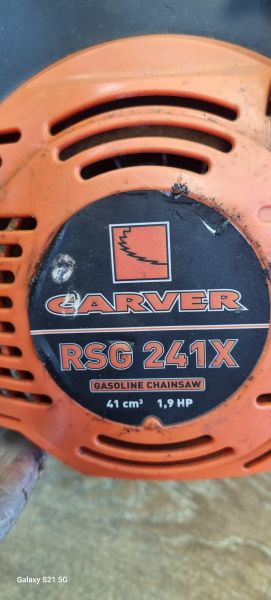 CARVER
RSG 241X
GASOLINE CHAINSAW
41 cm³ 1,9 HP
Galaxy S21 5G